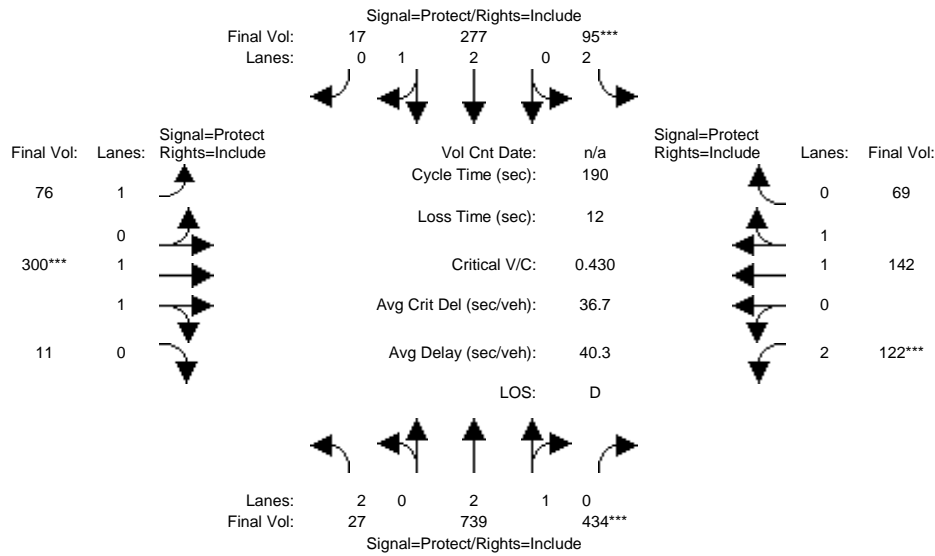 Signal=Protect/Rights=Include
Final Vol: 17 277 95***
Lanes: 0 1 2 0 2
Signal=Protect
Final Vol: Lanes: Rights=Include
Vol Cnt Date: n/a
Signal=Protect
Rights=Include Lanes: Final Vol:
Cycle Time (sec): 190
76 1
0 69
Loss Time (sec): 12
0
1
300*** 1
Critical V/C: 0.430
1 142
1
Avg Crit Del (sec/veh): 36.7
0
11 0
Avg Delay (sec/veh): 40.3
2 122***
LOS: D
Lanes: 2 0 2 1 0
Final Vol: 27 739 434***
Signal=Protect/Rights=Include